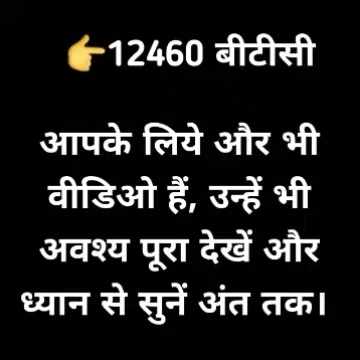 👉12460 बीटीसी
आपके लिये और भी
वीडिओ हैं, उन्हें भी
अवश्य पूरा देखें और
ध्यान से सुनें अंत तक।